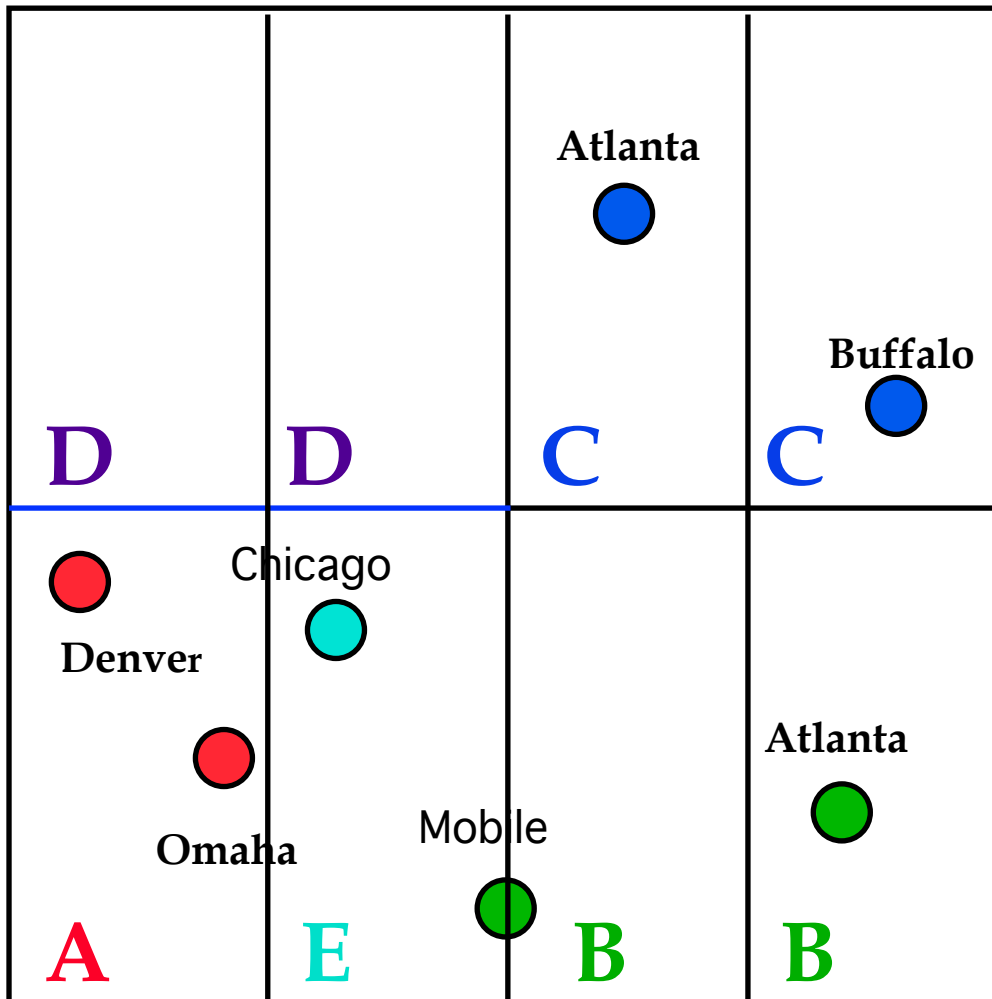 Atlanta
Buffalo
D D C C
Chicago
Denver
Atlanta
Mobile
Omaha
A E B B